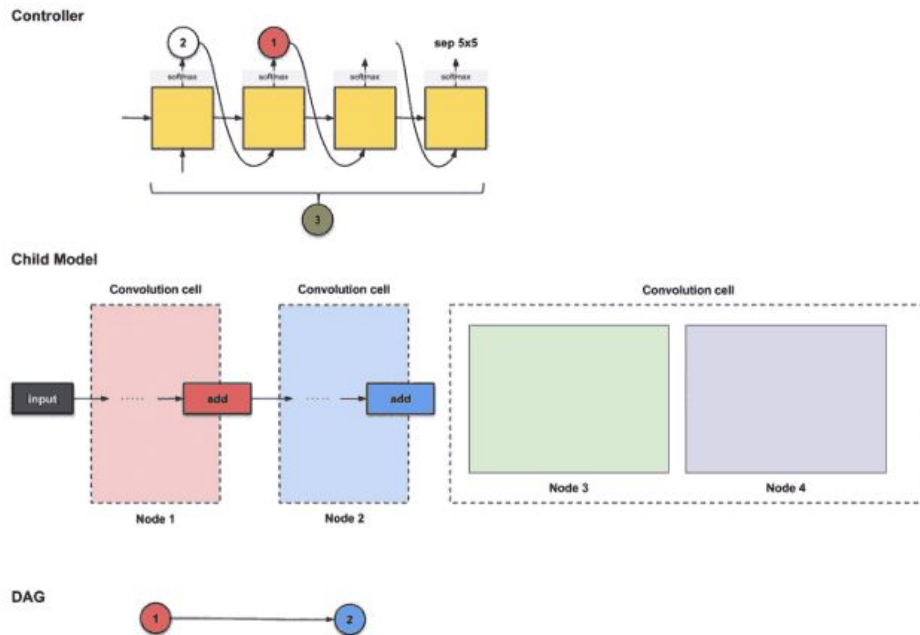 Controller
2
1
sep 5x5
softmax
softmax
softmax
softmax
3
Child Model
Convolution cell
Convolution cell
Convolution cell
input
.....
add
.....
add
Node 3
Node 4
Node 1
Node 2
DAG
1
2